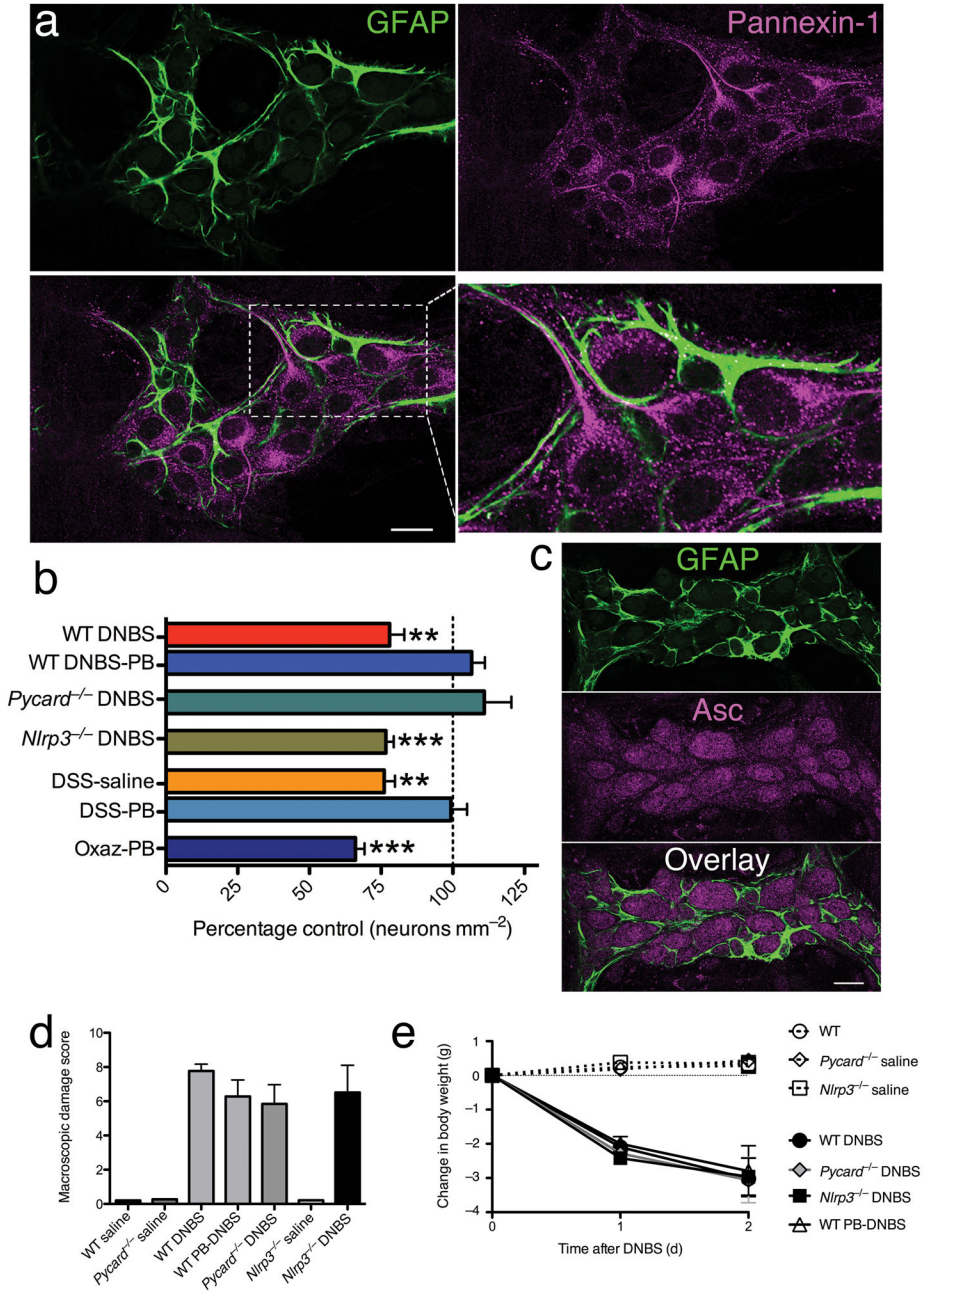 a
GFAP
Pannexin-1
b
WT DNBS
**
WT DNBS-PB
Pycard–/– DNBS
Nlrp3–/– DNBS
***
DSS-saline
**
DSS-PB
Oxaz-PB
***
0 25 50 75 100 125
Percentage control (neurons mm–2)
c
GFAP
Asc
Overlay
d
Macroscopic damage score
10
8
6
4
2
0
WT saline
Pycard–/– saline
WT DNBS
WT PB-DNBS
Pycard–/– DNBS
Nlrp3–/– saline
Nlrp3–/– DNBS
e
Change in body weight (g)
1
0
–1
–2
–3
–4
0 1 2
Time after DNBS (d)
WT
Pycard–/– saline
Nlrp3–/– saline
WT DNBS
Pycard–/– DNBS
Nlrp3–/– DNBS
WT PB-DNBS